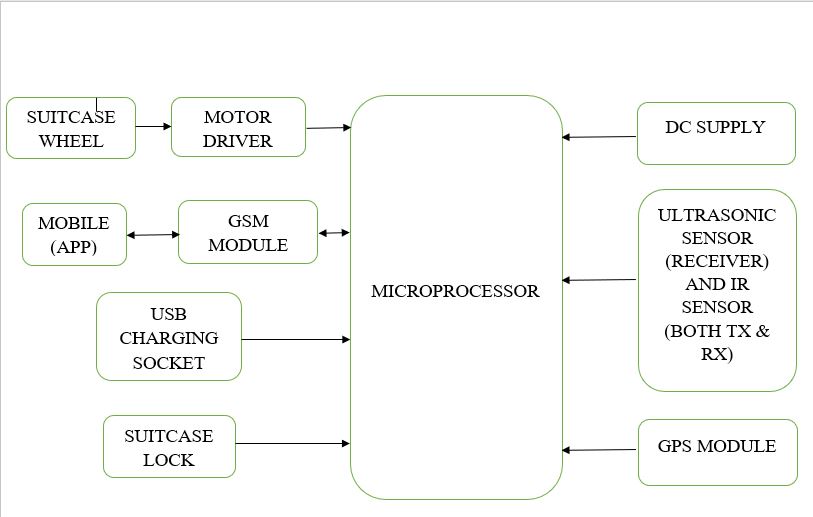 SUITCASE
WHEEL
MOTOR
DRIVER
DC SUPPLY
MOBILE
(APP)
GSM
MODULE
MICROPROCESSOR
ULTRASONIC
SENSOR
(RECEIVER)
AND IR
SENSOR
(BOTH TX &
RX)
USB
CHARGING
SOCKET
SUITCASE
LOCK
GPS MODULE